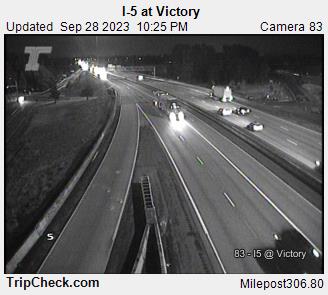 I-5 at Victory
Updated Sep 28 2023 10:25 PM Camera 83
T
S
83 - I5 @ Victory
TripCheck.com Milepost306.80